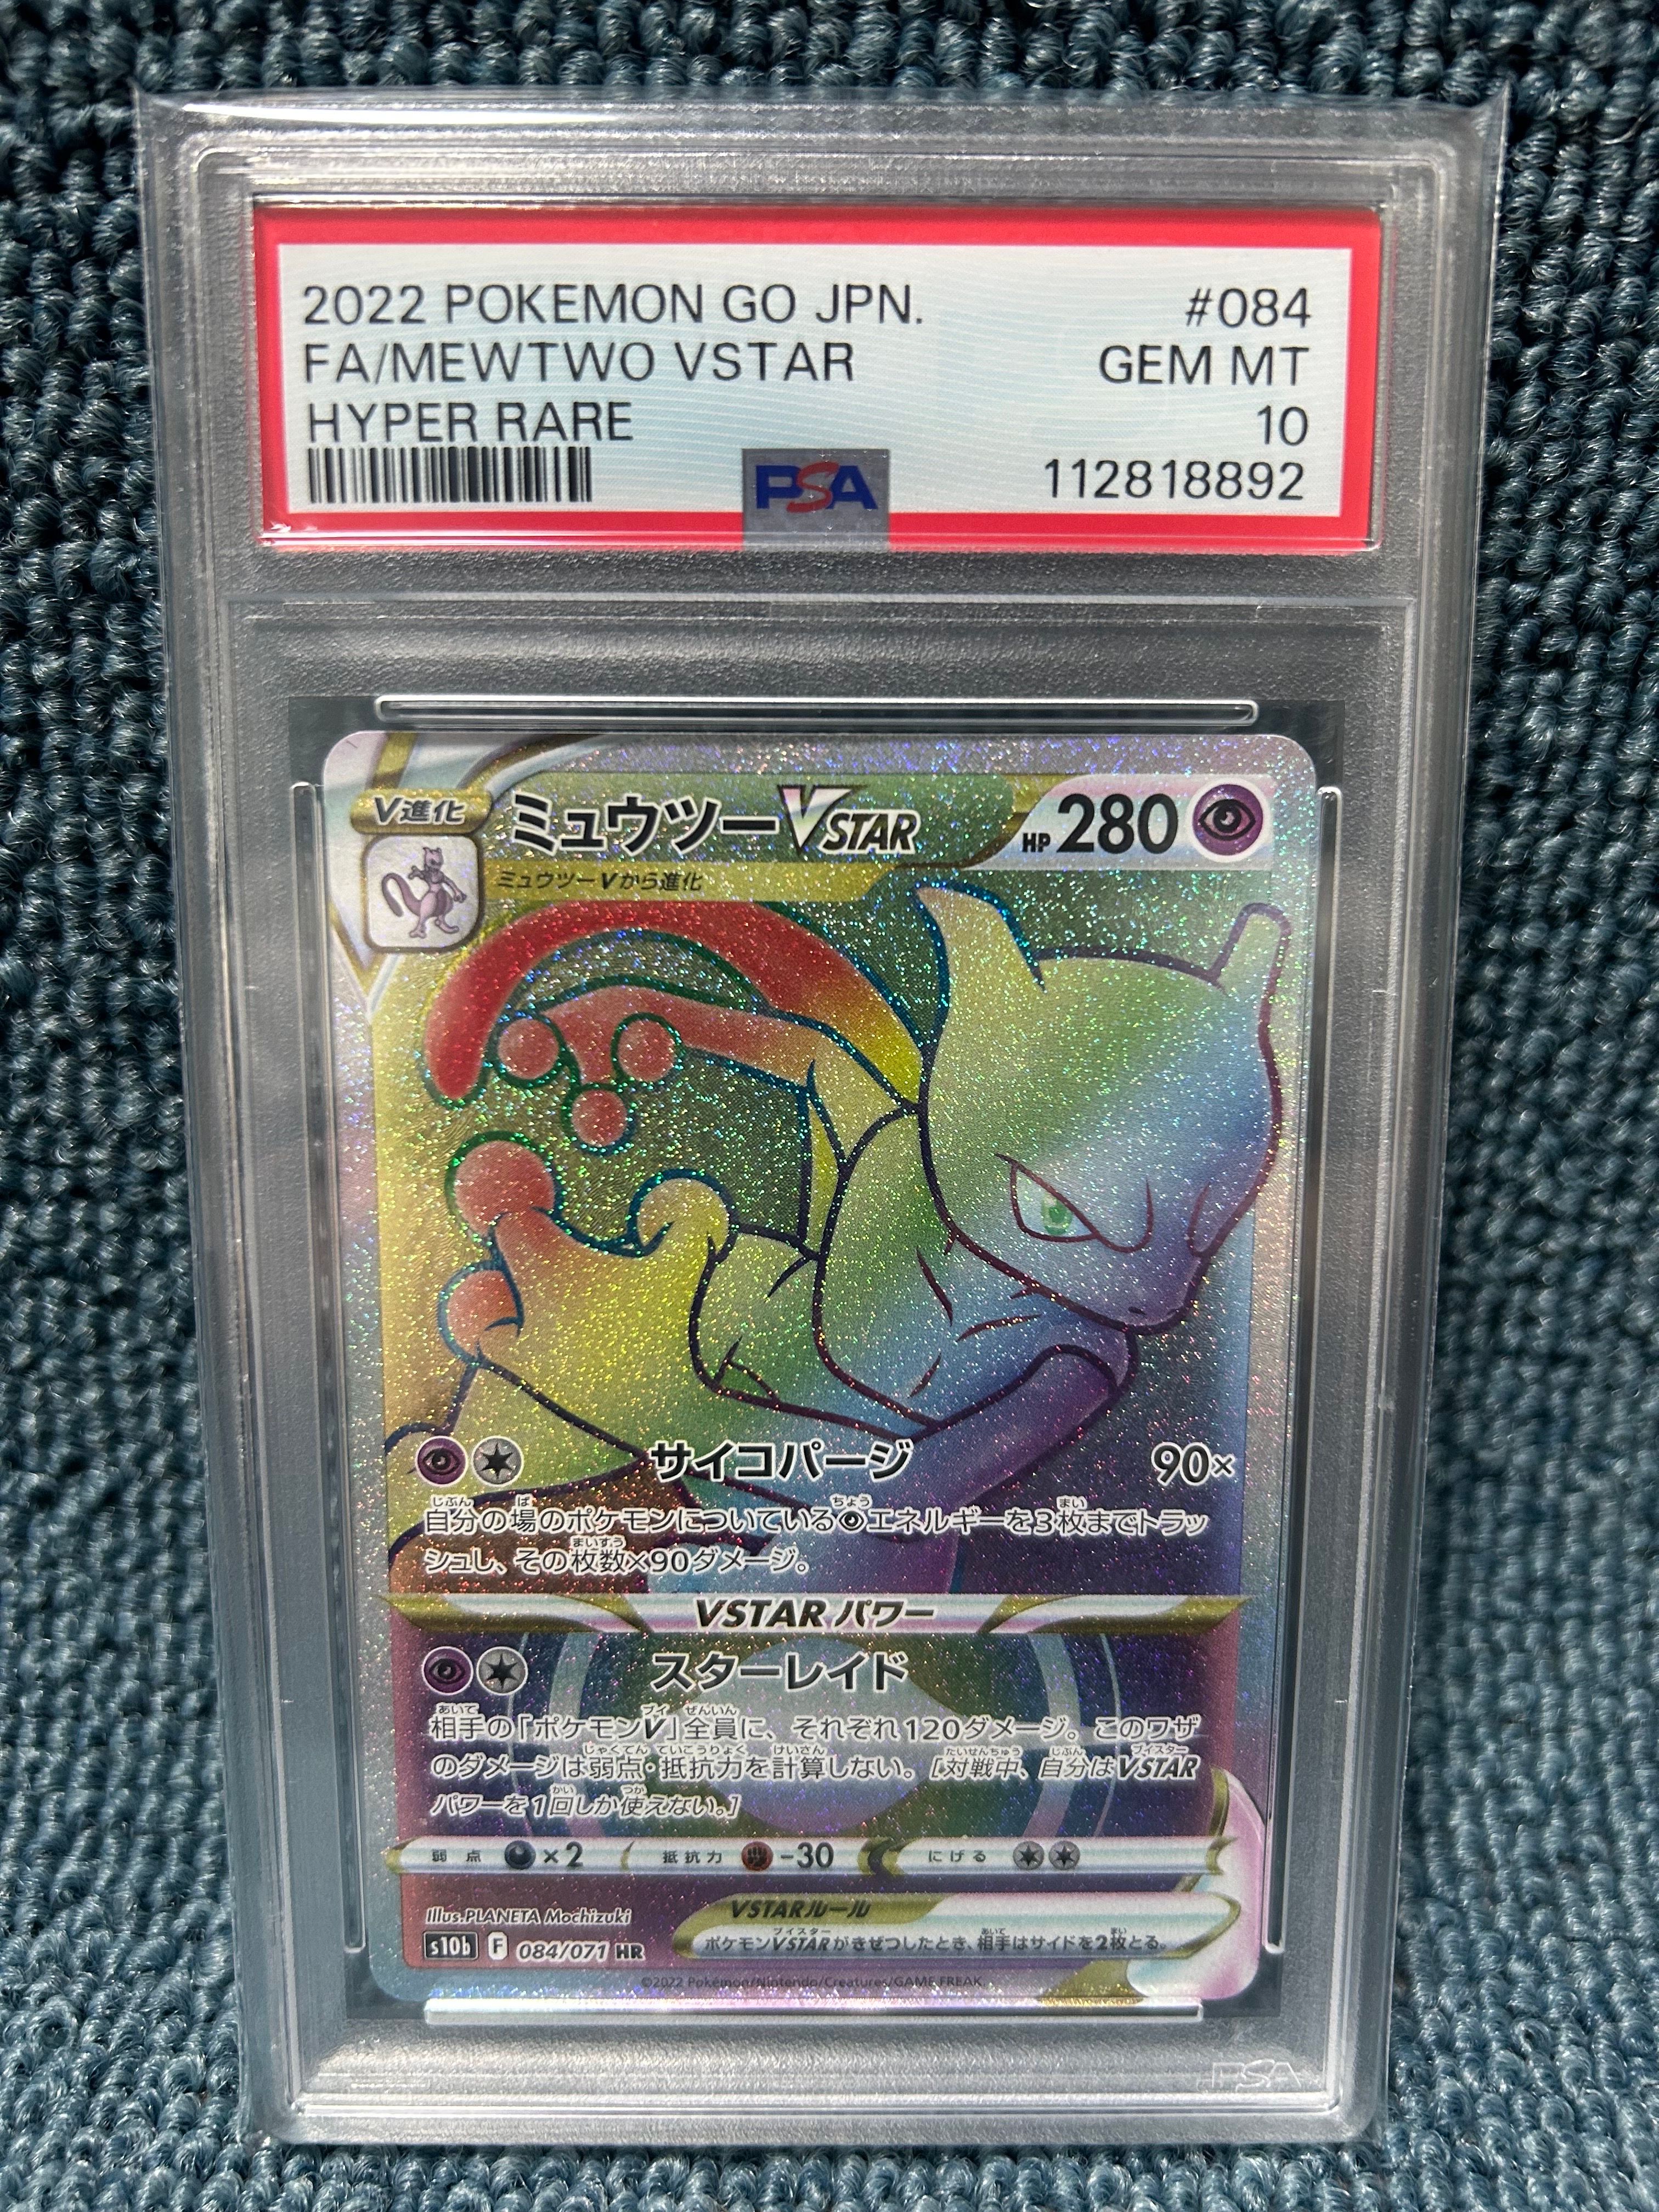 2022 POKEMON GO JPN. #084
FA/MEWTWO VSTAR GEM MT
HYPER RARE 10
PSA 112818892
V進化 ミュウツーVSTAR HP 280
ミュウツーVから進化
サイコパージ 90×
自分の場のポケモンについている エネルギーを3枚までトラッ
シュし、その枚数×90ダメージ。
VSTARパワー
スターレイド
相手の「ポケモンV」全員に、それぞれ120ダメージ。このワザ
のダメージは弱点・抵抗力を計算しない。[対戦中、自分はVSTAR
パワーを1回しか使えない。]
弱点 ×2 抵抗力 -30 にげる
Illus.PLANETA Mochizuki VSTARルール
ポケモンVSTARがきぜつしたとき、相手はサイドを2枚とる。
s10b F 084/071 HR
©2022 Pokémon/Nintendo/Creatures/GAME FREAK
PSA